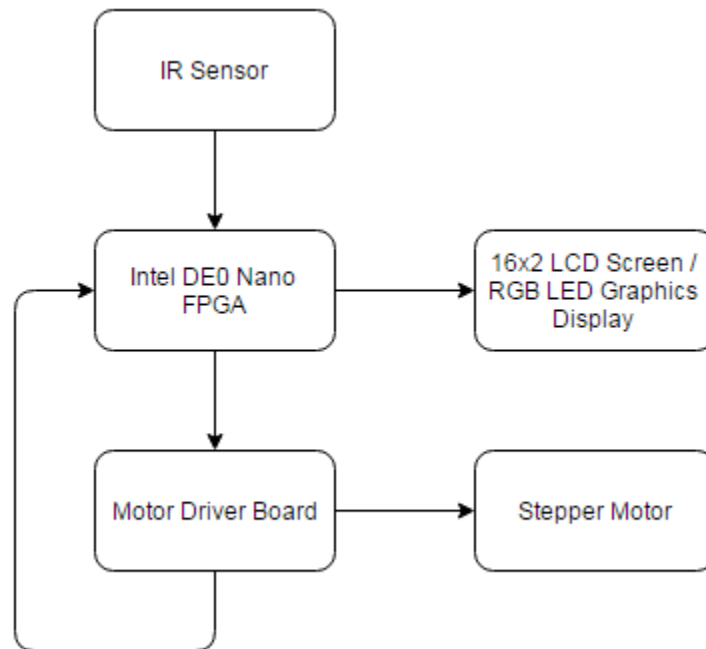 IR Sensor
Intel DE0 Nano
FPGA
16x2 LCD Screen /
RGB LED Graphics
Display
Motor Driver Board
Stepper Motor